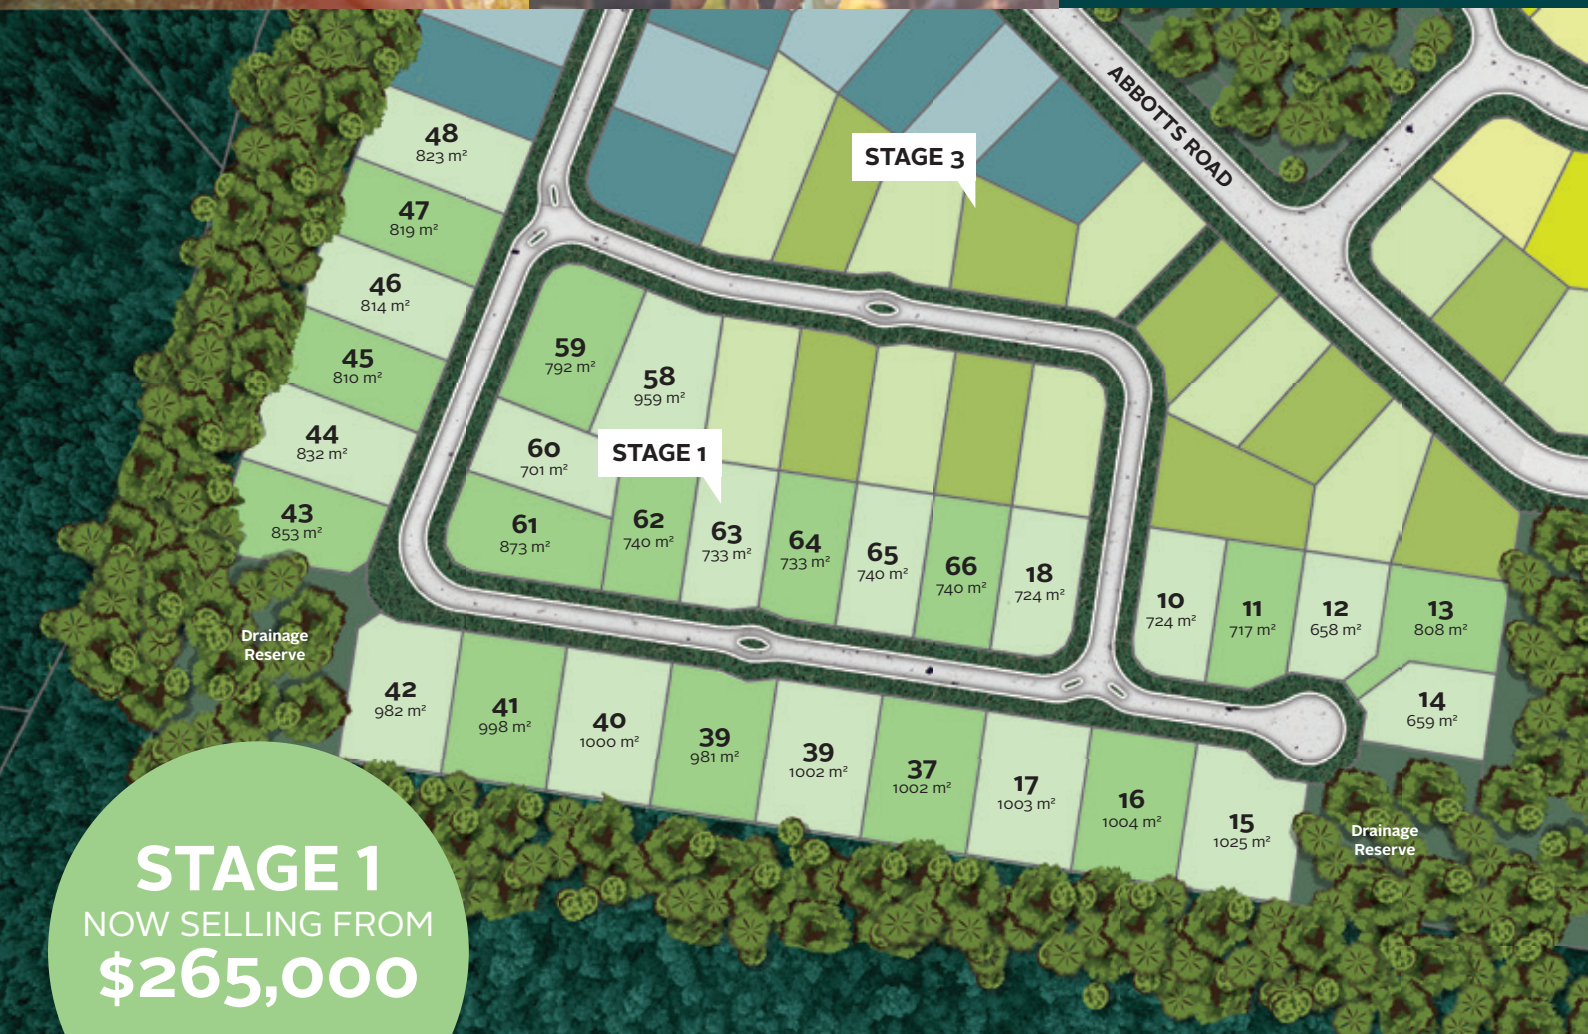 ABBOTTS ROAD
STAGE 3
48
823 m²
47
819 m²
46
814 m²
45
810 m²
44
832 m²
43
853 m²
59
792 m²
58
959 m²
60
701 m²
STAGE 1
61
873 m²
62
740 m²
63
733 m²
64
733 m²
65
740 m²
66
740 m²
18
724 m²
10
724 m²
11
717 m²
12
658 m²
13
808 m²
14
659 m²
Drainage
Reserve
42
982 m²
41
998 m²
40
1000 m²
39
981 m²
39
1002 m²
37
1002 m²
17
1003 m²
16
1004 m²
15
1025 m²
Drainage
Reserve
STAGE 1
NOW SELLING FROM
$265,000